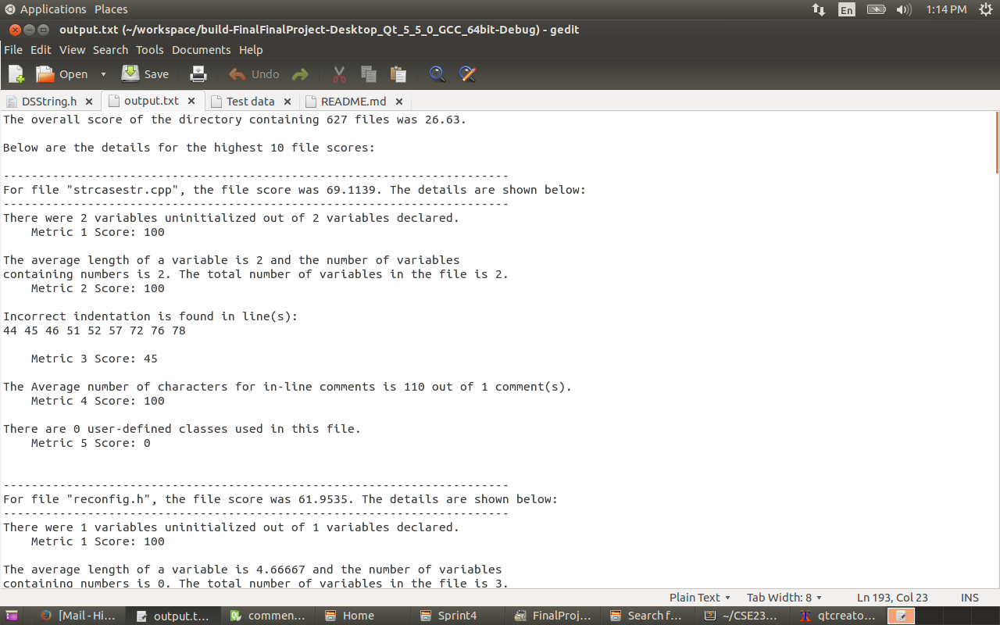 Applications Places
En
1:14 PM
output.txt (~/workspace/build-FinalFinalProject-Desktop_Qt_5_5_0_GCC_64bit-Debug) - gedit
File Edit View Search Tools Documents Help
Open Save Undo
DSString.h output.txt Test data README.md
The overall score of the directory containing 627 files was 26.63.
Below are the details for the highest 10 file scores:
------------------------------------------------------------------------
For file "strcasestr.cpp", the file score was 69.1139. The details are shown below:
------------------------------------------------------------------------
There were 2 variables uninitialized out of 2 variables declared.
Metric 1 Score: 100
The average length of a variable is 2 and the number of variables
containing numbers is 2. The total number of variables in the file is 2.
Metric 2 Score: 100
Incorrect indentation is found in line(s):
44 45 46 51 52 57 72 76 78
Metric 3 Score: 45
The Average number of characters for in-line comments is 110 out of 1 comment(s).
Metric 4 Score: 100
There are 0 user-defined classes used in this file.
Metric 5 Score: 0
------------------------------------------------------------------------
For file "reconfig.h", the file score was 61.9535. The details are shown below:
------------------------------------------------------------------------
There were 1 variables uninitialized out of 1 variables declared.
Metric 1 Score: 100
The average length of a variable is 4.66667 and the number of variables
containing numbers is 0. The total number of variables in the file is 3.
Plain Text Tab Width: 8 Ln 193, Col 23 INS
[Mail - Hi... output.t... commen... Home Sprint4 FinalProj... Search f... ~/CSE23... qtcreato...